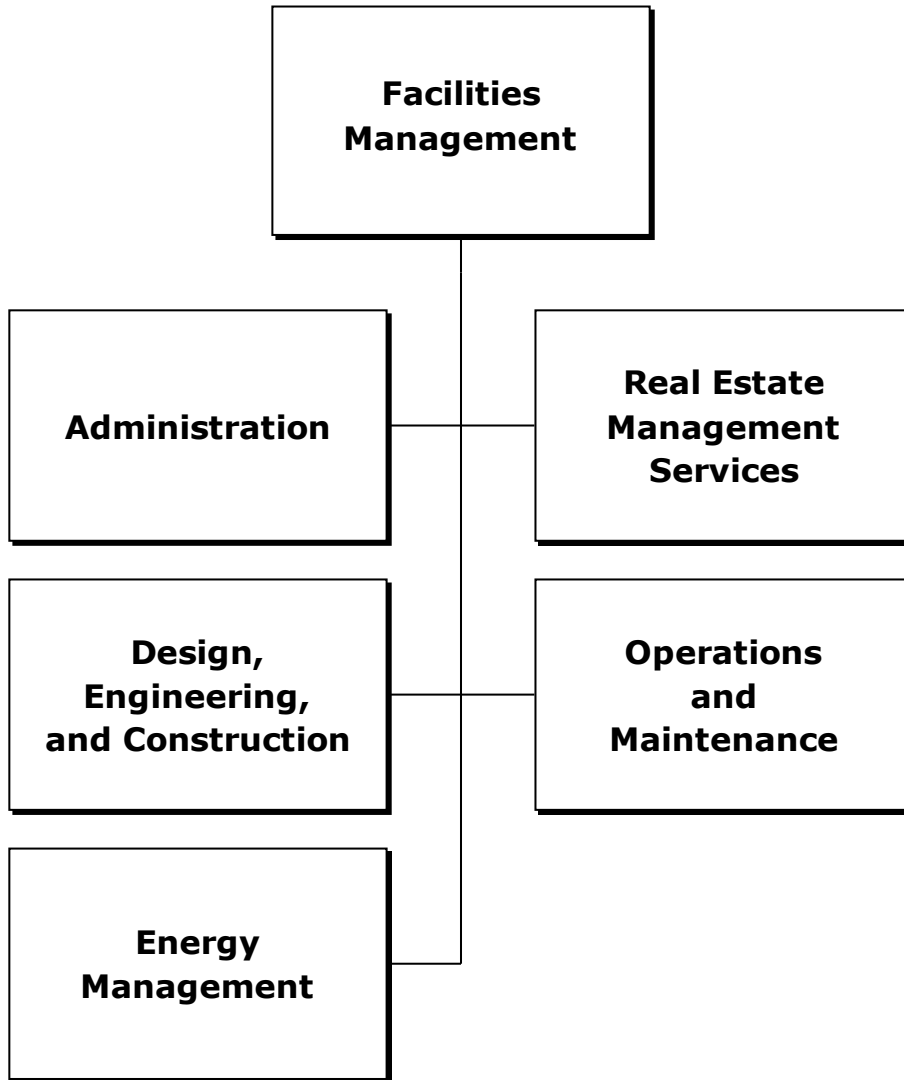 Facilities
Management
Administration
Real Estate
Management
Services
Design,
Engineering,
and Construction
Operations
and
Maintenance
Energy
Management